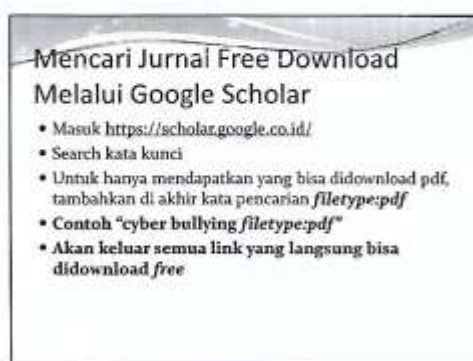 Mencari Jurnal Free Download
Melalui Google Scholar
• Masuk https://scholar.google.co.id/
• Search kata kunci
• Untuk hanya mendapatkan yang bisa didownload pdf,
tambahkan di akhir kata pencarian filetype:pdf
• Contoh “cyber bullying filetype:pdf”
• Akan keluar semua link yang langsung bisa
didownload free